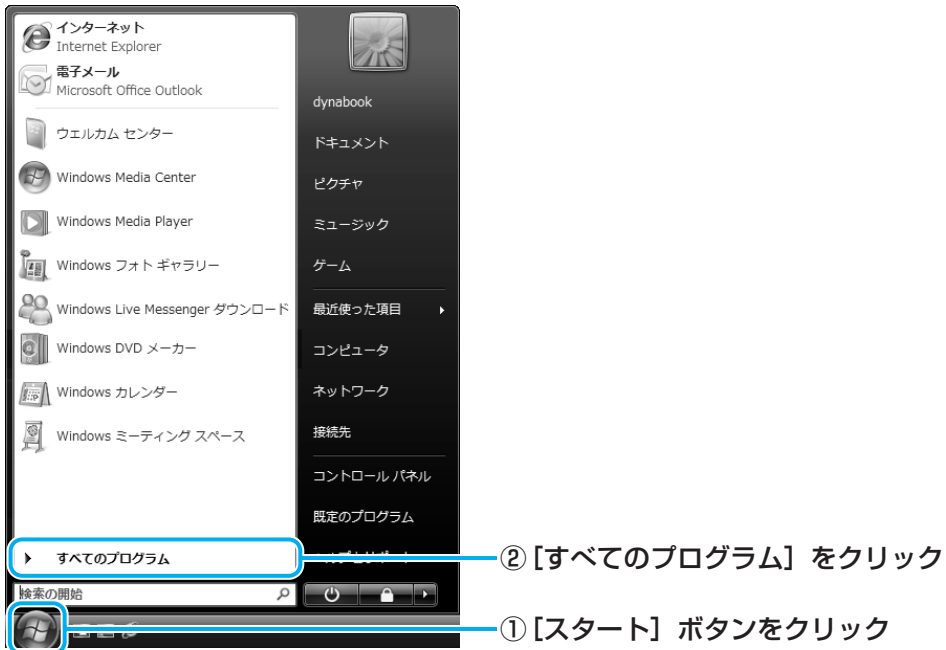 インターネット
Internet Explorer
電子メール
Microsoft Office Outlook
ウェルカム センター
Windows Media Center
Windows Media Player
Windows フォト ギャラリー
Windows Live Messenger ダウンロード
Windows DVD メーカー
Windows カレンダー
Windows ミーティング スペース
すべてのプログラム
検索の開始
dynabook
ドキュメント
ピクチャ
ミュージック
ゲーム
最近使った項目
コンピュータ
ネットワーク
接続先
コントロール パネル
既定のプログラム
②[すべてのプログラム]をクリック
①[スタート]ボタンをクリック